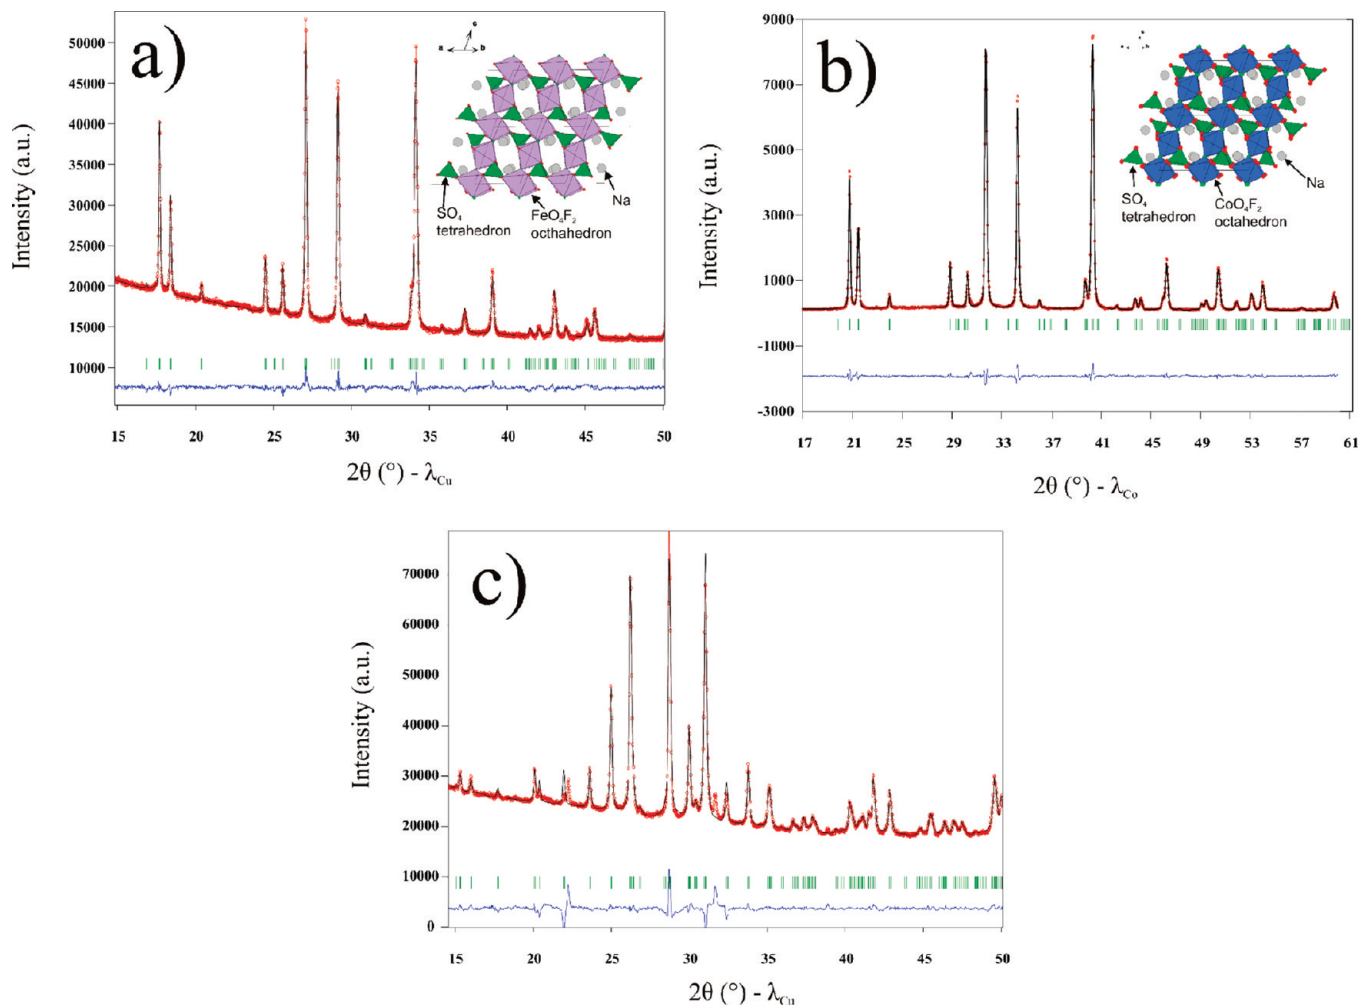 a)
Intensity (a.u.)
50000
45000
40000
35000
30000
25000
20000
15000
10000
c
a b
SO4
tetrahedron
FeO4F2
octhahedron
Na
15 20 25 30 35 40 45 50
2θ (°) - λCu
b)
Intensity (a.u.)
9000
7000
5000
3000
1000
-1000
-3000
SO4
tetrahedron
CoO4F2
octahedron
Na
17 21 25 29 33 37 41 45 49 53 57 61
2θ (°) - λCo
c)
Intensity (a.u.)
70000
60000
50000
40000
30000
20000
10000
0
15 20 25 30 35 40 45 50
2θ (°) - λCu